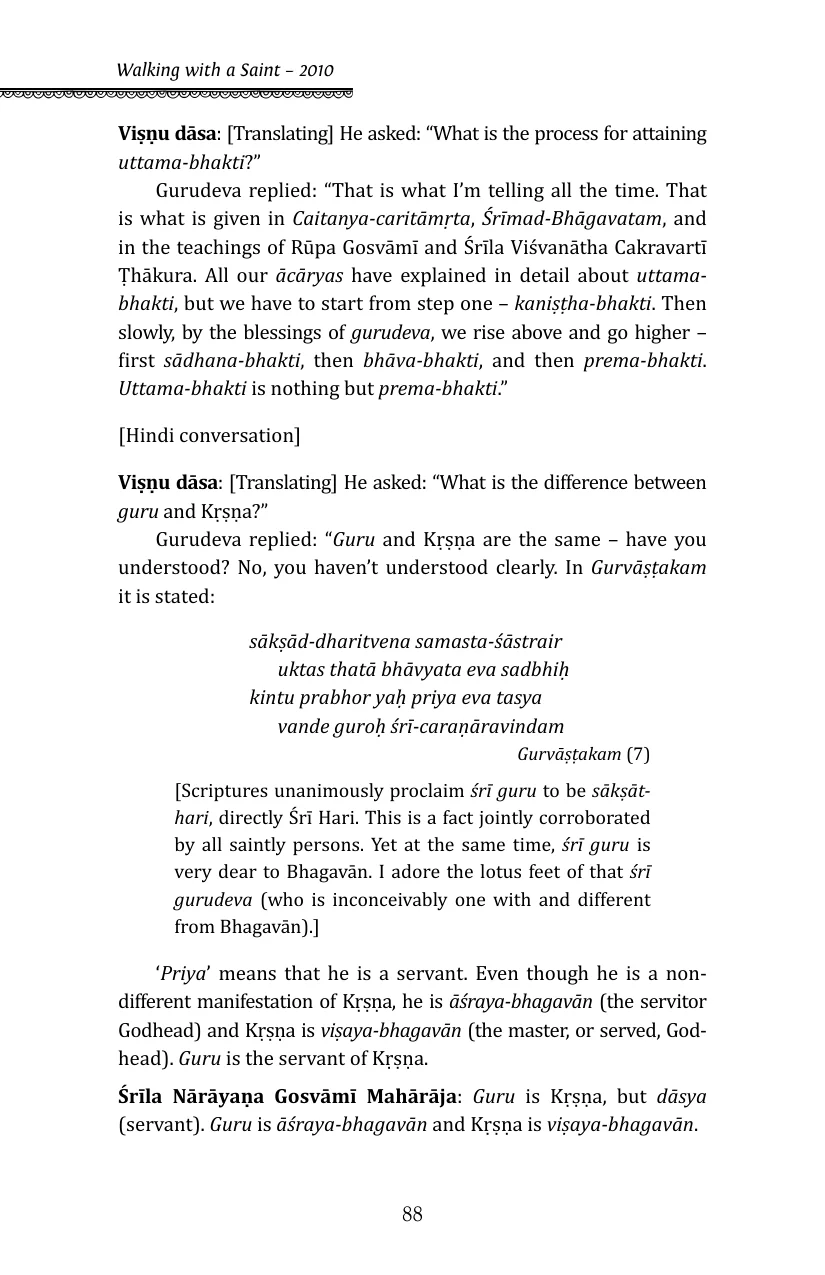 Walking with a Saint – 2010
Viṣṇu dāsa: [Translating] He asked: “What is the process for attaining
uttama-bhakti?”
Gurudeva replied: “That is what I’m telling all the time. That
is what is given in Caitanya-caritāmṛta, Śrīmad-Bhāgavatam, and
in the teachings of Rūpa Gosvāmī and Śrīla Viśvanātha Cakravartī
Ṭhākura. All our ācāryas have explained in detail about uttama-
bhakti, but we have to start from step one – kaniṣṭha-bhakti. Then
slowly, by the blessings of gurudeva, we rise above and go higher –
first sādhana-bhakti, then bhāva-bhakti, and then prema-bhakti.
Uttama-bhakti is nothing but prema-bhakti.”
[Hindi conversation]
Viṣṇu dāsa: [Translating] He asked: “What is the difference between
guru and Kṛṣṇa?”
Gurudeva replied: “Guru and Kṛṣṇa are the same – have you
understood? No, you haven’t understood clearly. In Gurvāṣṭakam
it is stated:
sākṣād-dharitvena samasta-śāstrair
uktas thatā bhāvyata eva sadbhiḥ
kintu prabhor yaḥ priya eva tasya
vande guroḥ śrī-caraṇāravindam
Gurvāṣṭakam (7)
[Scriptures unanimously proclaim śrī guru to be sākṣāt-
hari, directly Śrī Hari. This is a fact jointly corroborated
by all saintly persons. Yet at the same time, śrī guru is
very dear to Bhagavān. I adore the lotus feet of that śrī
gurudeva (who is inconceivably one with and different
from Bhagavān).]
‘Priya’ means that he is a servant. Even though he is a non-
different manifestation of Kṛṣṇa, he is āśraya-bhagavān (the servitor
Godhead) and Kṛṣṇa is viṣaya-bhagavān (the master, or served, God-
head). Guru is the servant of Kṛṣṇa.
Śrīla Nārāyaṇa Gosvāmī Mahārāja: Guru is Kṛṣṇa, but dāsya
(servant). Guru is āśraya-bhagavān and Kṛṣṇa is viṣaya-bhagavān.
88